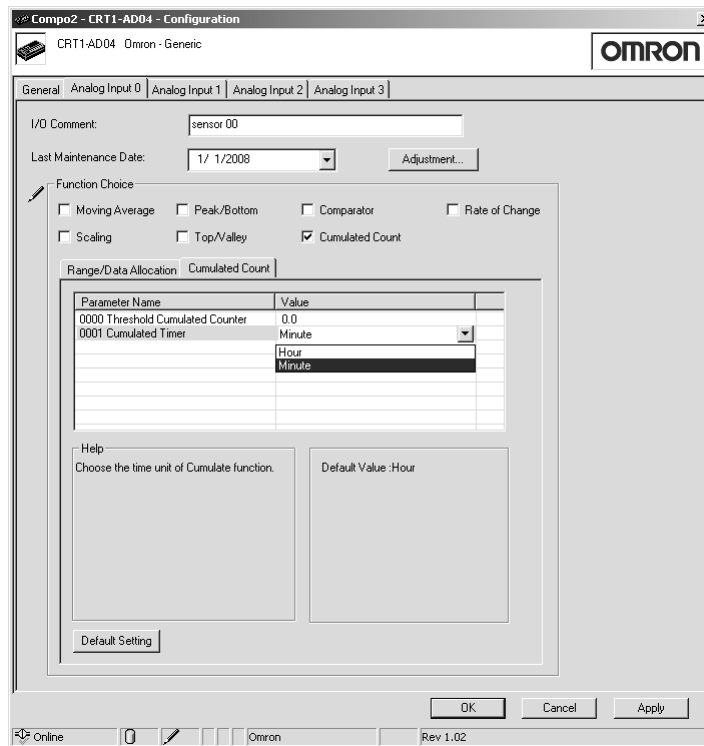 Compo2 - CRT1-AD04 - Configuration
CRT1-AD04 Omron - Generic
OMRON
General Analog Input 0 Analog Input 1 Analog Input 2 Analog Input 3
I/O Comment: sensor 00
Last Maintenance Date: 1/ 1/2008 Adjustment...
Function Choice
Moving Average Peak/Bottom Comparator Rate of Change
Scaling Top/Valley Cumulated Count
Range/Data Allocation Cumulated Count
Parameter Name Value
0000 Threshold Cumulated Counter 0.0
0001 Cumulated Timer Minute
Hour
Minute
Help
Choose the time unit of Cumulate function. Default Value :Hour
Default Setting
OK Cancel Apply
Online Omron Rev 1.02